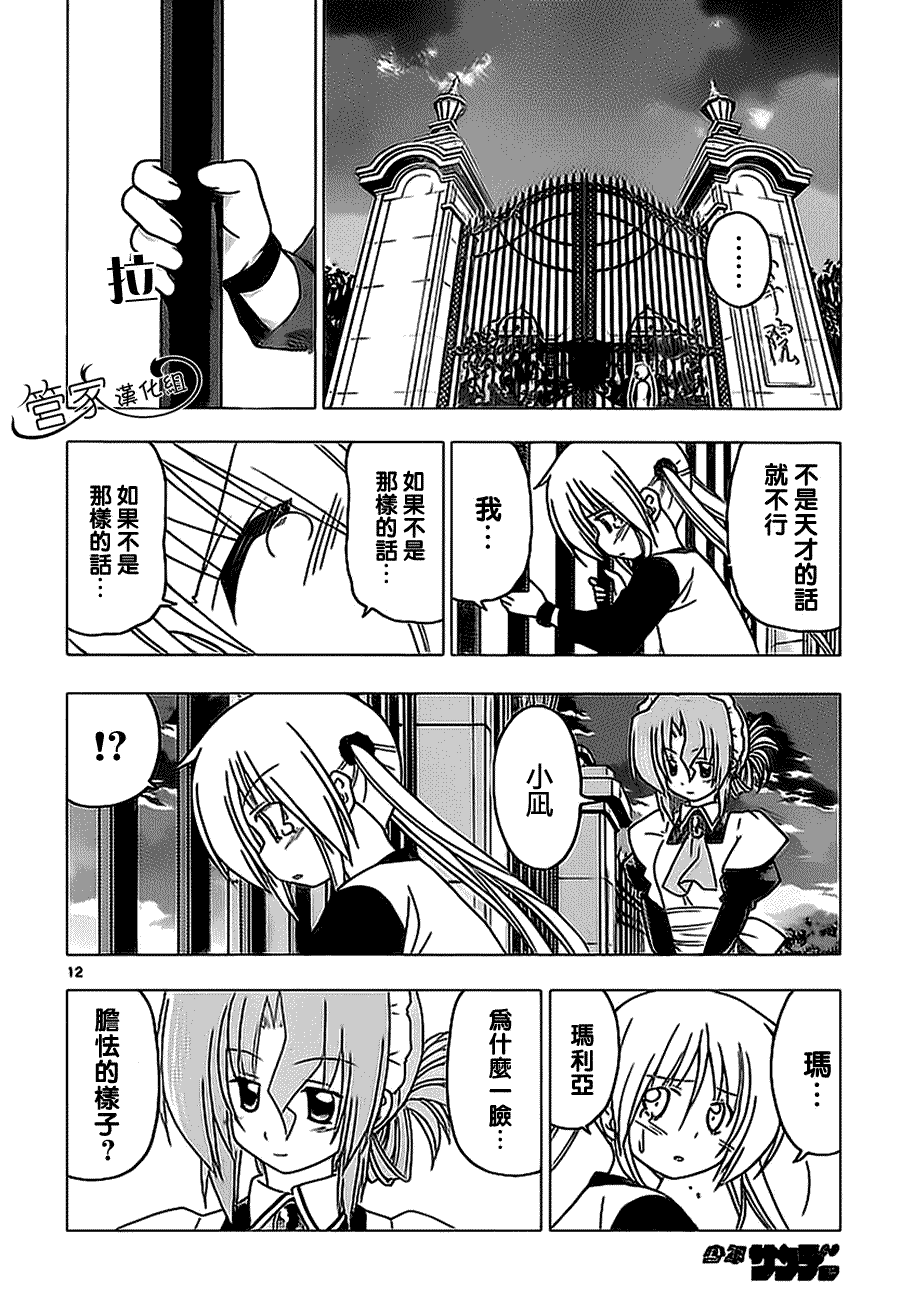 ……
院
拉
管家
漢化組
不是天才的話
就不行
我…
如果不是
那樣的話…
如果不是
那樣的話…
小凪
!?
12
瑪…
瑪利亞
為什麼一臉…
膽怯的樣子？
少年サンデー